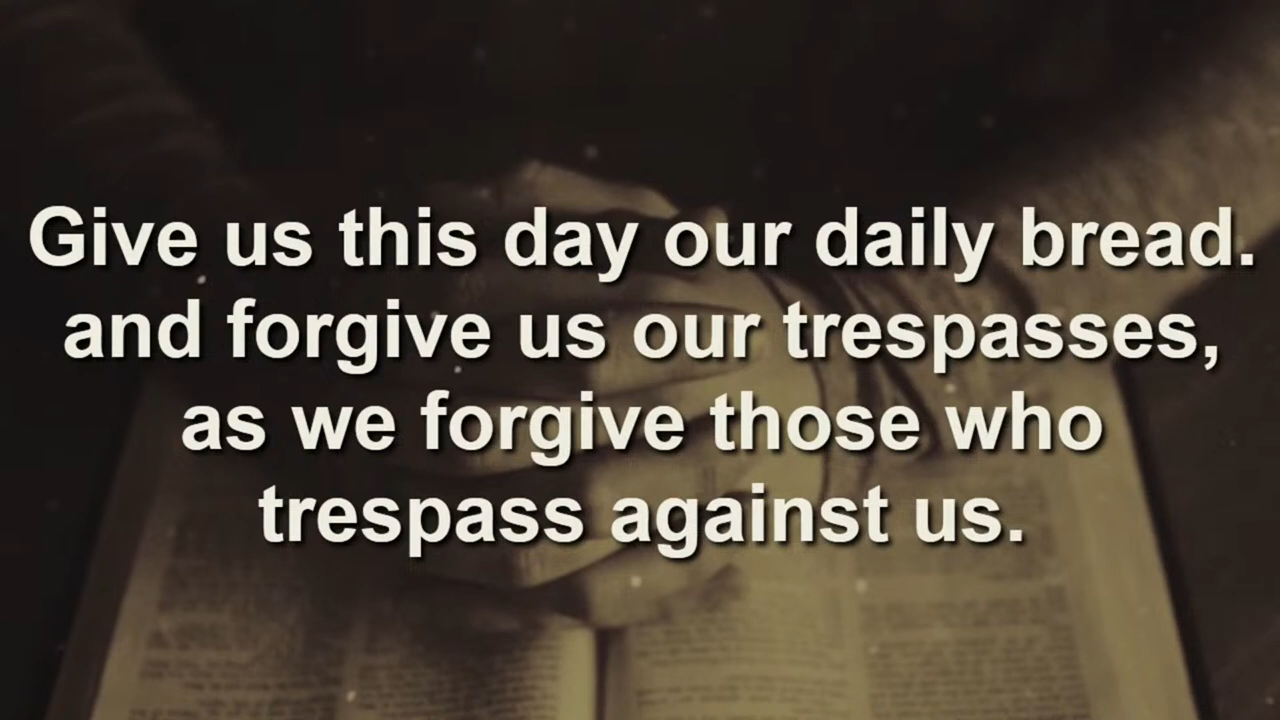 Give us this day our daily bread.
and forgive us our trespasses,
as we forgive those who
trespass against us.